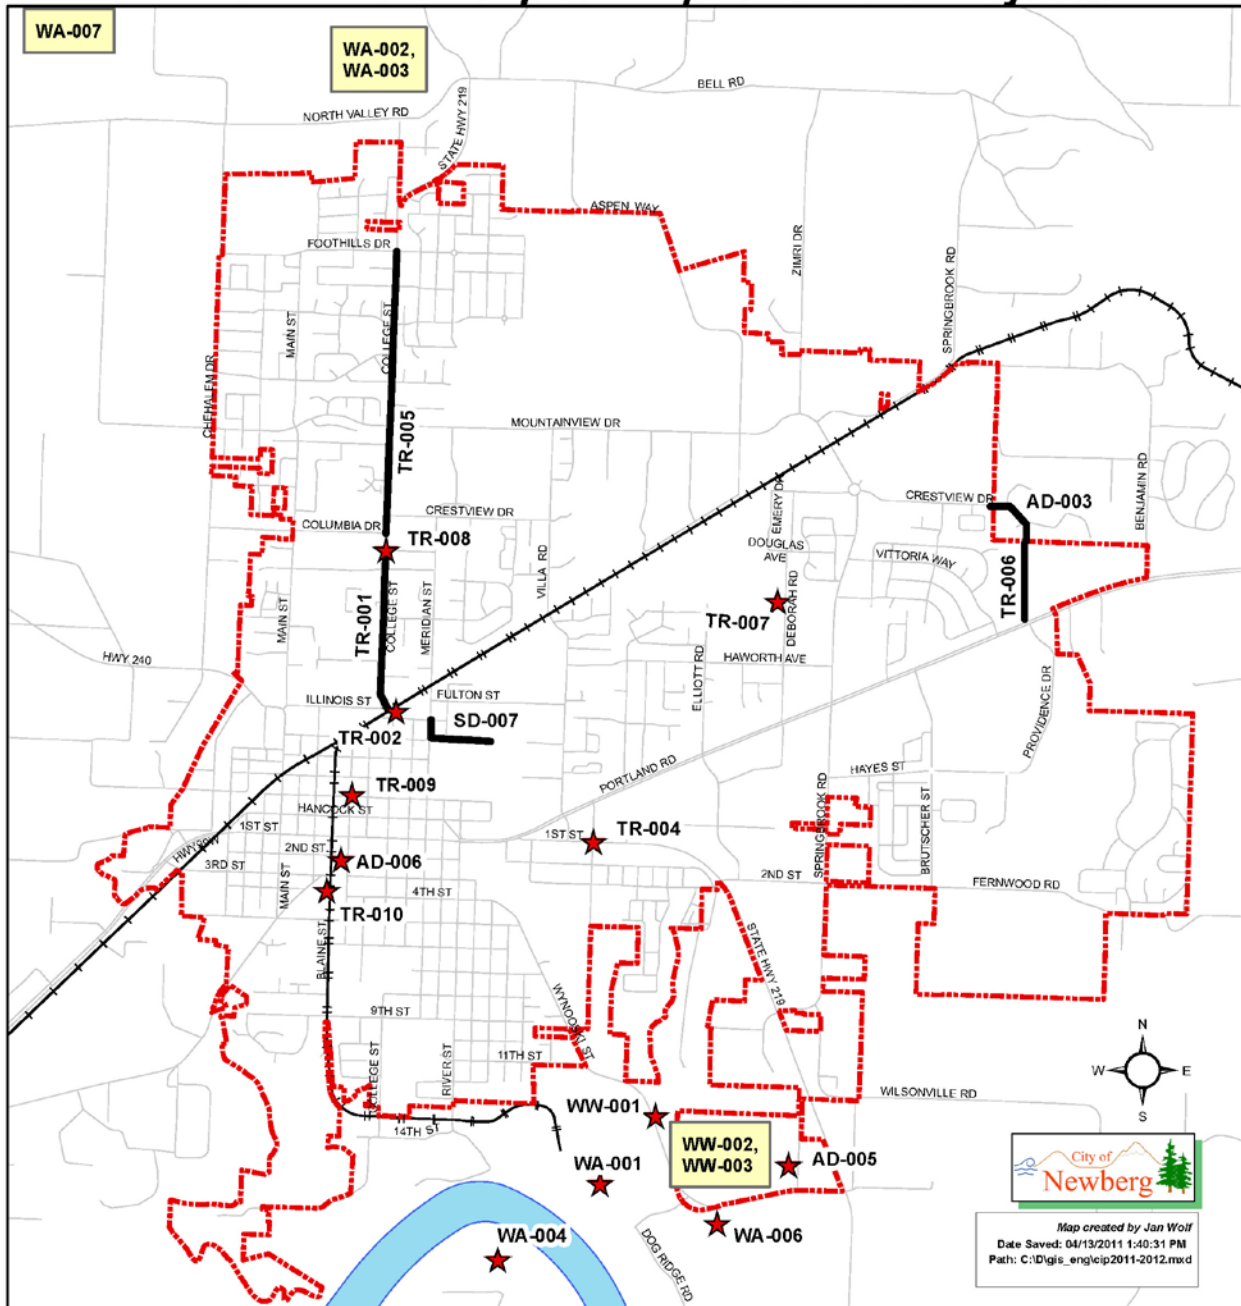 WA-007
WA-002,
WA-003
BELL RD
NORTH VALLEY RD
STATE HWY 219
ASPEN WAY
FOOTHILLS DR
ZIMRI DR
SPRINGBROOK RD
MAIN ST
COLLEGE ST
CHEHALEM DR
TR-005
MOUNTAINVIEW DR
BENJAMIN RD
EMERY DR
CRESTVIEW DR
AD-003
COLUMBIA DR
CRESTVIEW DR
TR-008
DOUGLAS
AVE
VITTORIA WAY
VILLA RD
TR-006
TR-001
COLLEGE ST
MERIDIAN ST
MAIN ST
TR-007
DEBORAH RD
HWY 240
HAWORTH AVE
ELLIOTT RD
ILLINOIS ST
FULTON ST
SD-007
PROVIDENCE DR
TR-002
PORTLAND RD
HAYES ST
TR-009
HANCOCK ST
SPRINGBROOK RD
BRUTSCHER ST
1ST ST
1ST ST
TR-004
2ND ST
3RD ST
AD-006
MAIN ST
4TH ST
2ND ST
FERNWOOD RD
TR-010
BLAINE ST
STATE HWY 219
WYNOOSKI ST
9TH ST
N
W
E
S
11TH ST
COLLEGE ST
RIVER ST
WILSONVILLE RD
WW-001
14TH ST
WW-002,
WW-003
AD-005
WA-001
City of
Newberg
WA-004
WA-006
DOG RIDGE RD
Map created by Jan Wolf
Date Saved: 04/13/2011 1:40:31 PM
Path: C:\D\gis_eng\cip2011-2012.mxd